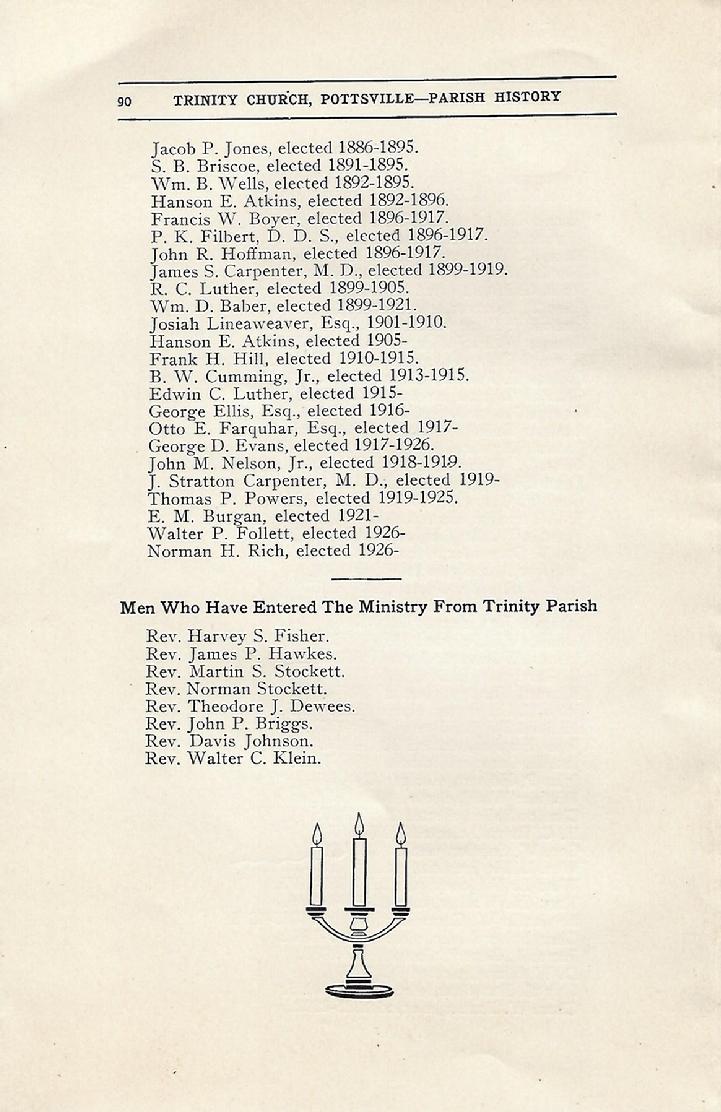 90 TRINITY CHURCH, POTTSVILLE—PARISH HISTORY
Jacob P. Jones, elected 1886-1895.
S. B. Briscoe, elected 1891-1895.
Wm. B. Wells, elected 1892-1895.
Hanson E. Atkins, elected 1892-1896.
Francis W. Boyer, elected 1896-1917.
P. K. Filbert, D. D. S., elected 1896-1917.
John R. Hoffman, elected 1896-1917.
James S. Carpenter, M. D., elected 1899-1919.
R. C. Luther, elected 1899-1905.
Wm. D. Baber, elected 1899-1921.
Josiah Lineaweaver, Esq., 1901-1910.
Hanson E. Atkins, elected 1905-
Frank H. Hill, elected 1910-1915.
B. W. Cumming, Jr., elected 1913-1915.
Edwin C. Luther, elected 1915-
George Ellis, Esq., elected 1916-
Otto E. Farquhar, Esq., elected 1917-
George D. Evans, elected 1917-1926.
John M. Nelson, Jr., elected 1918-1919.
J. Stratton Carpenter, M. D., elected 1919-
Thomas P. Powers, elected 1919-1925.
E. M. Burgan, elected 1921-
Walter P. Follett, elected 1926-
Norman H. Rich, elected 1926-
Men Who Have Entered The Ministry From Trinity Parish
Rev. Harvey S. Fisher.
Rev. James P. Hawkes.
Rev. Martin S. Stockett.
Rev. Norman Stockett.
Rev. Theodore J. Dewees.
Rev. John P. Briggs.
Rev. Davis Johnson.
Rev. Walter C. Klein.